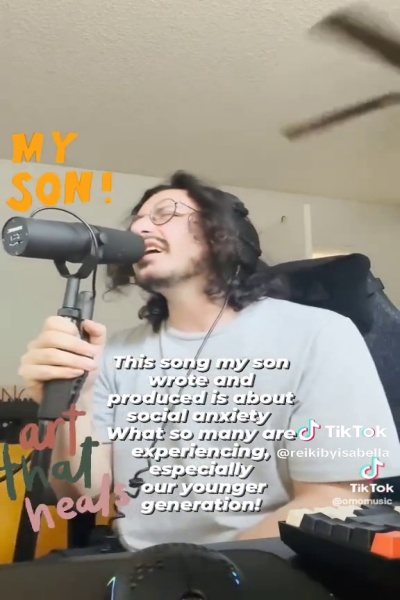 MY
SON!
This song my son
wrote and
produced is about
social anxiety
What so many are
experiencing,
especially
our younger
generation!
art
that
heals
TikTok
@reikibyisabella
TikTok
@omomusic